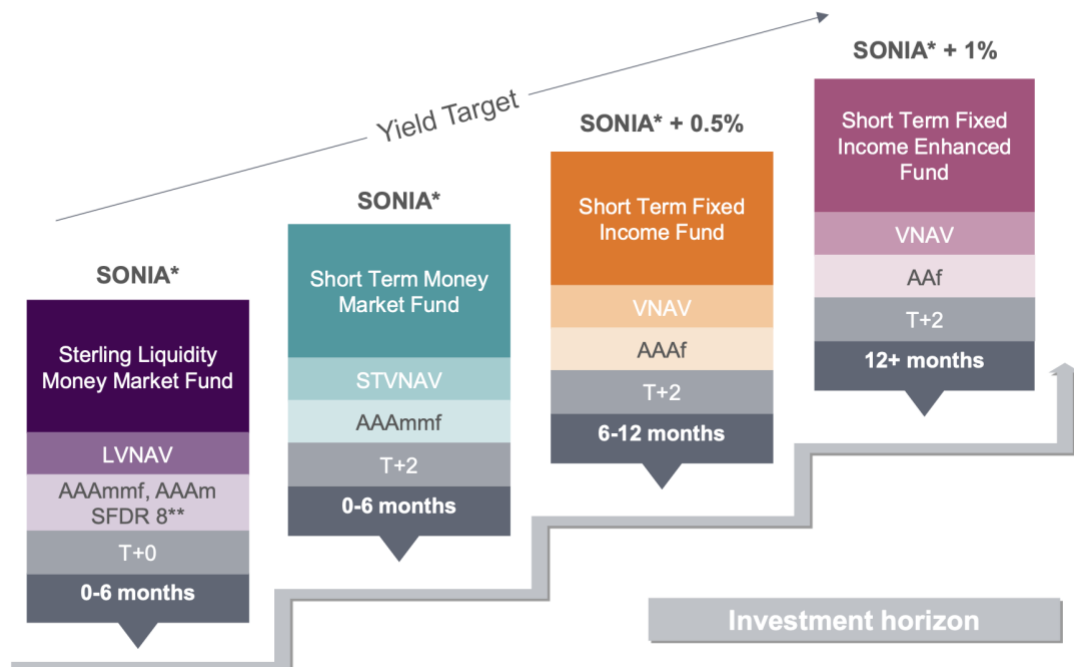 Yield Target
SONIA*
Sterling Liquidity
Money Market Fund
LVNAV
AAAmmf, AAAm
SFDR 8**
T+0
0-6 months
SONIA*
Short Term Money
Market Fund
STVNAV
AAAmmf
T+2
0-6 months
SONIA* + 0.5%
Short Term Fixed
Income Fund
VNAV
AAAf
T+2
6-12 months
SONIA* + 1%
Short Term Fixed
Income Enhanced
Fund
VNAV
AAf
T+2
12+ months
Investment horizon